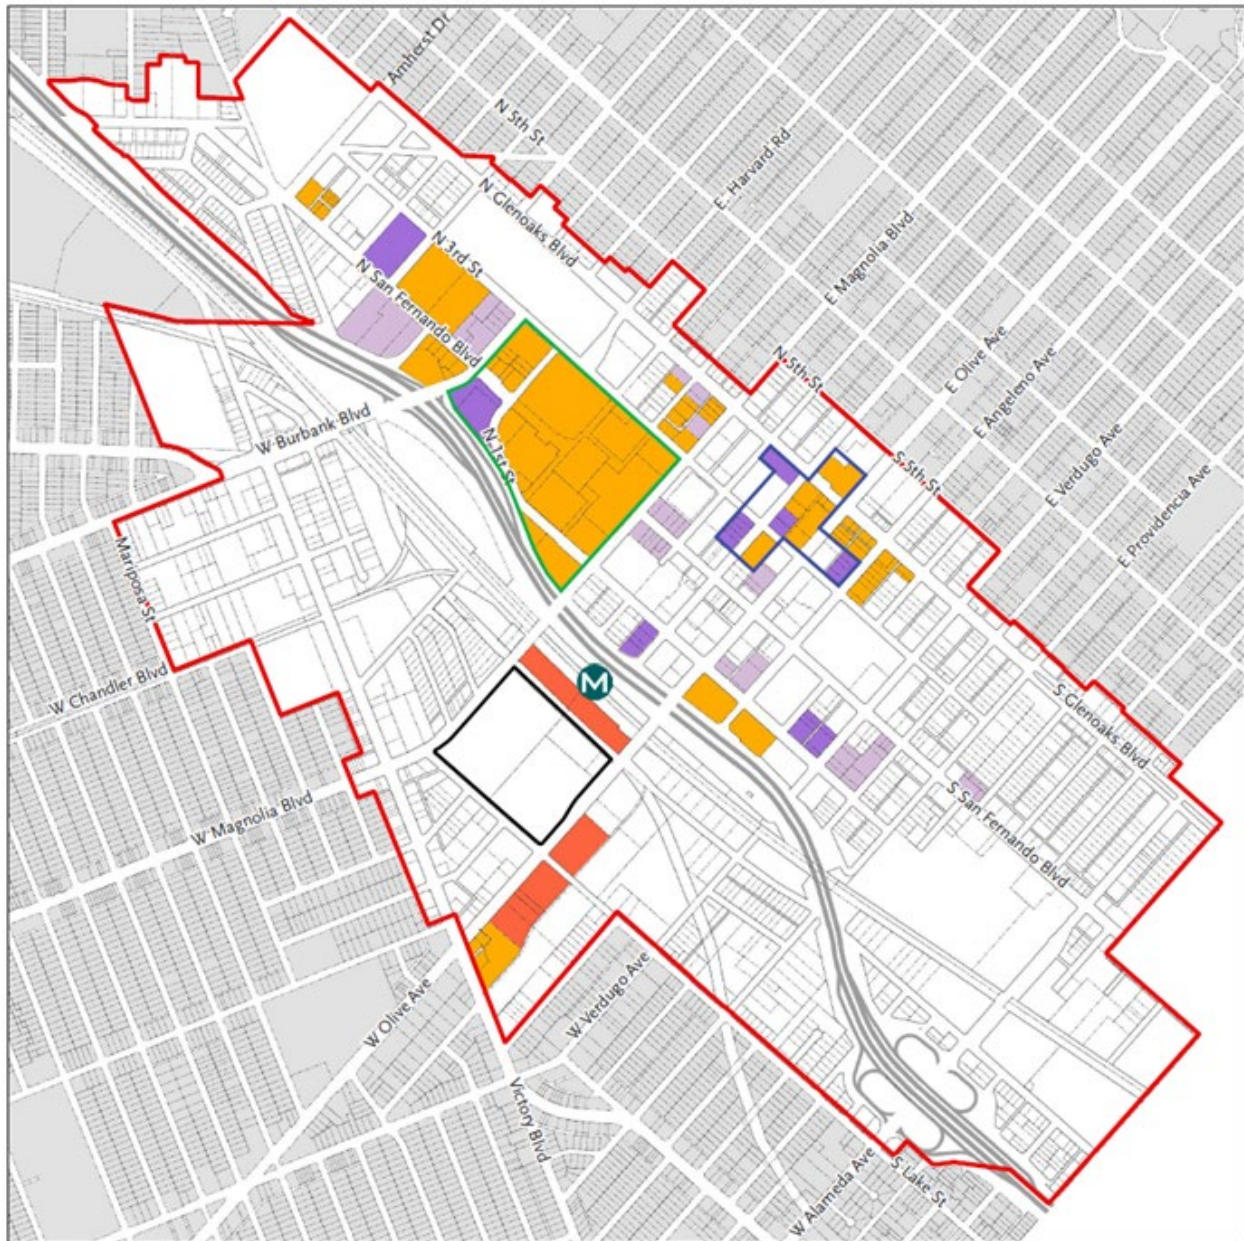 Amherst Dr
N 5th St
E. Harvard Rd
N Glenoaks Blvd
E Magnolia Blvd
N 3rd St
N San Fernando Blvd
E Olive Ave
N 5th St
E Angeleno Ave
W Burbank Blvd
N 1st St
S 5th St
E Verdugo Ave
E Providencia Ave
Mariposa St
W Chandler Blvd
M
S Glenoaks Blvd
W Magnolia Blvd
S San Fernando Blvd
W Olive Ave
W Verdugo Ave
Victory Blvd
W Alameda Ave
S Lake St